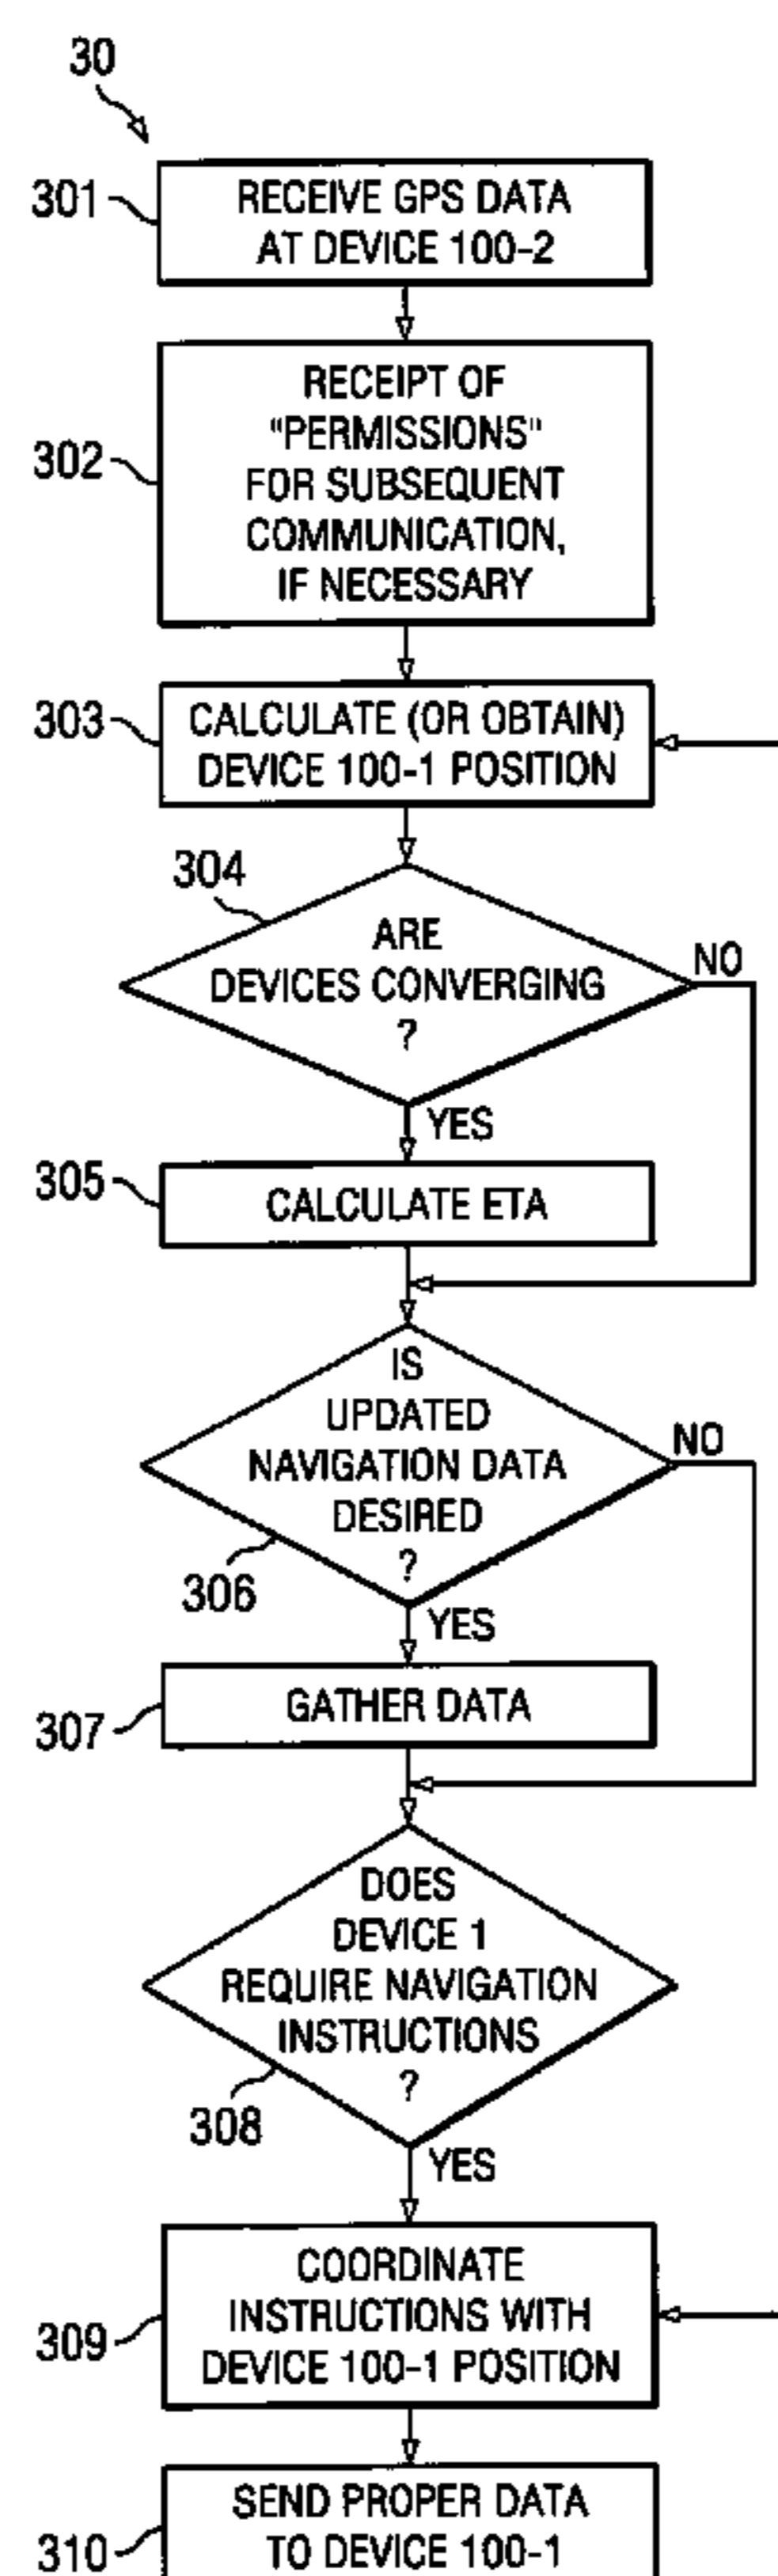 30
301
RECEIVE GPS DATA
AT DEVICE 100-2
302
RECEIPT OF
"PERMISSIONS"
FOR SUBSEQUENT
COMMUNICATION,
IF NECESSARY
303
CALCULATE (OR OBTAIN)
DEVICE 100-1 POSITION
304
ARE
DEVICES CONVERGING
?
NO
YES
305
CALCULATE ETA
IS
UPDATED
NAVIGATION DATA
DESIRED
?
NO
306
YES
307
GATHER DATA
DOES
DEVICE 1
REQUIRE NAVIGATION
INSTRUCTIONS
?
308
YES
309
COORDINATE
INSTRUCTIONS WITH
DEVICE 100-1 POSITION
310
SEND PROPER DATA
TO DEVICE 100-1